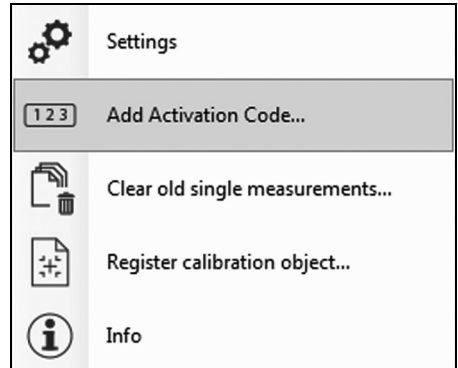 Settings
123 Add Activation Code...
Clear old single measurements...
Register calibration object...
i Info